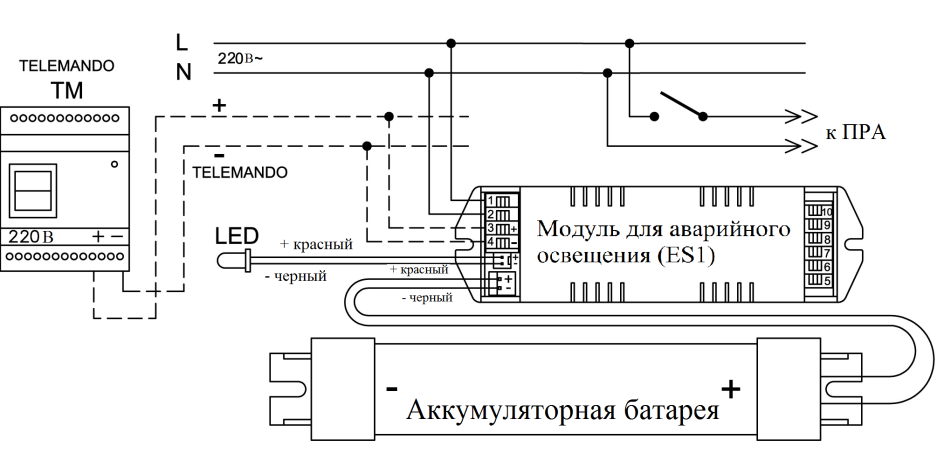 L
220В~
N
TELEMANDO
TM
+
-
TELEMANDO
к ПРА
220В + -
LED
+ красный
- черный
+ красный
- черный
1
2
3 +
4 -
+
-
+
-
Модуль для аварийного
освещения (ES1)
10
9
8
7
6
5
- +
Аккумуляторная батарея